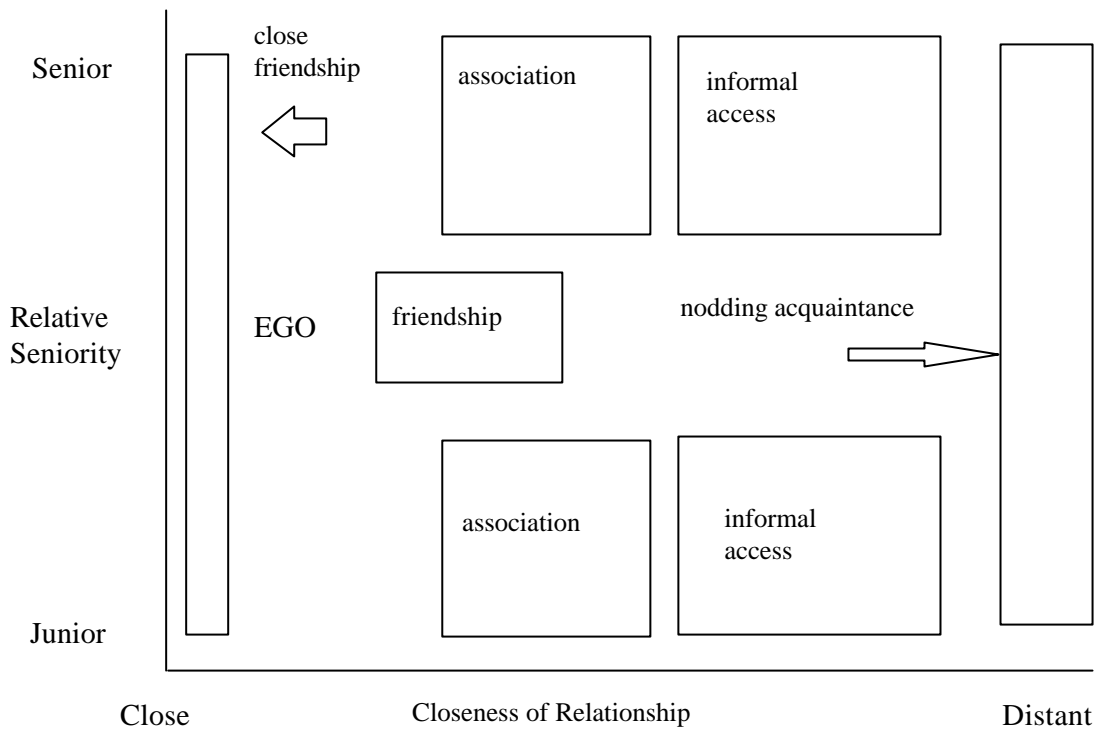 close
friendship
Senior
association
informal
access
Relative
Seniority
EGO
friendship
nodding acquaintance
association
informal
access
Junior
Close
Closeness of Relationship
Distant